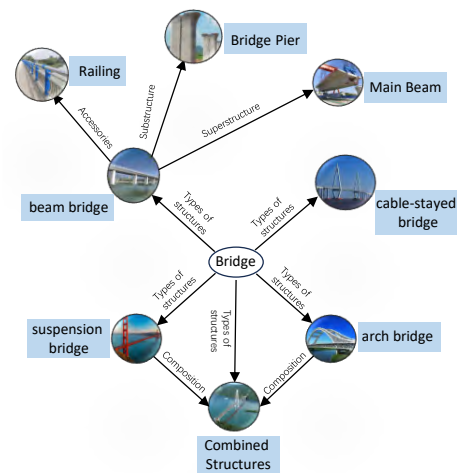 Bridge Pier
Railing
Main Beam
Accessories
Substructure
Superstructure
beam bridge
cable-stayed
bridge
Types of
structures
Types of
structures
Bridge
Types of
structures
Types of
structures
Types of
structures
suspension
bridge
arch bridge
Composition
Composition
Combined
Structures